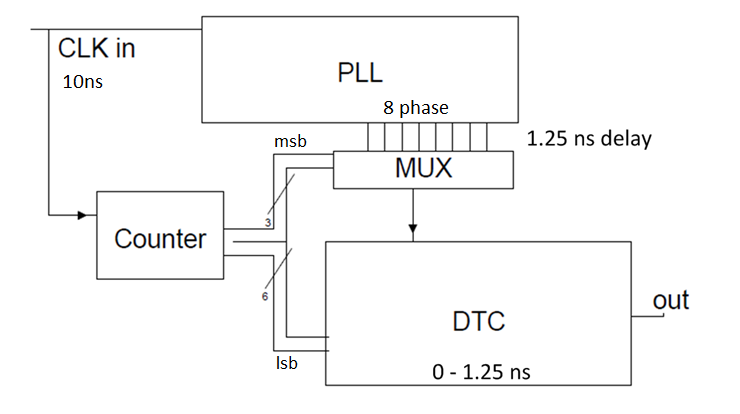 CLK in
10ns
PLL
8 phase
1.25 ns delay
msb
MUX
3
Counter
6
lsb
DTC
0 - 1.25 ns
out